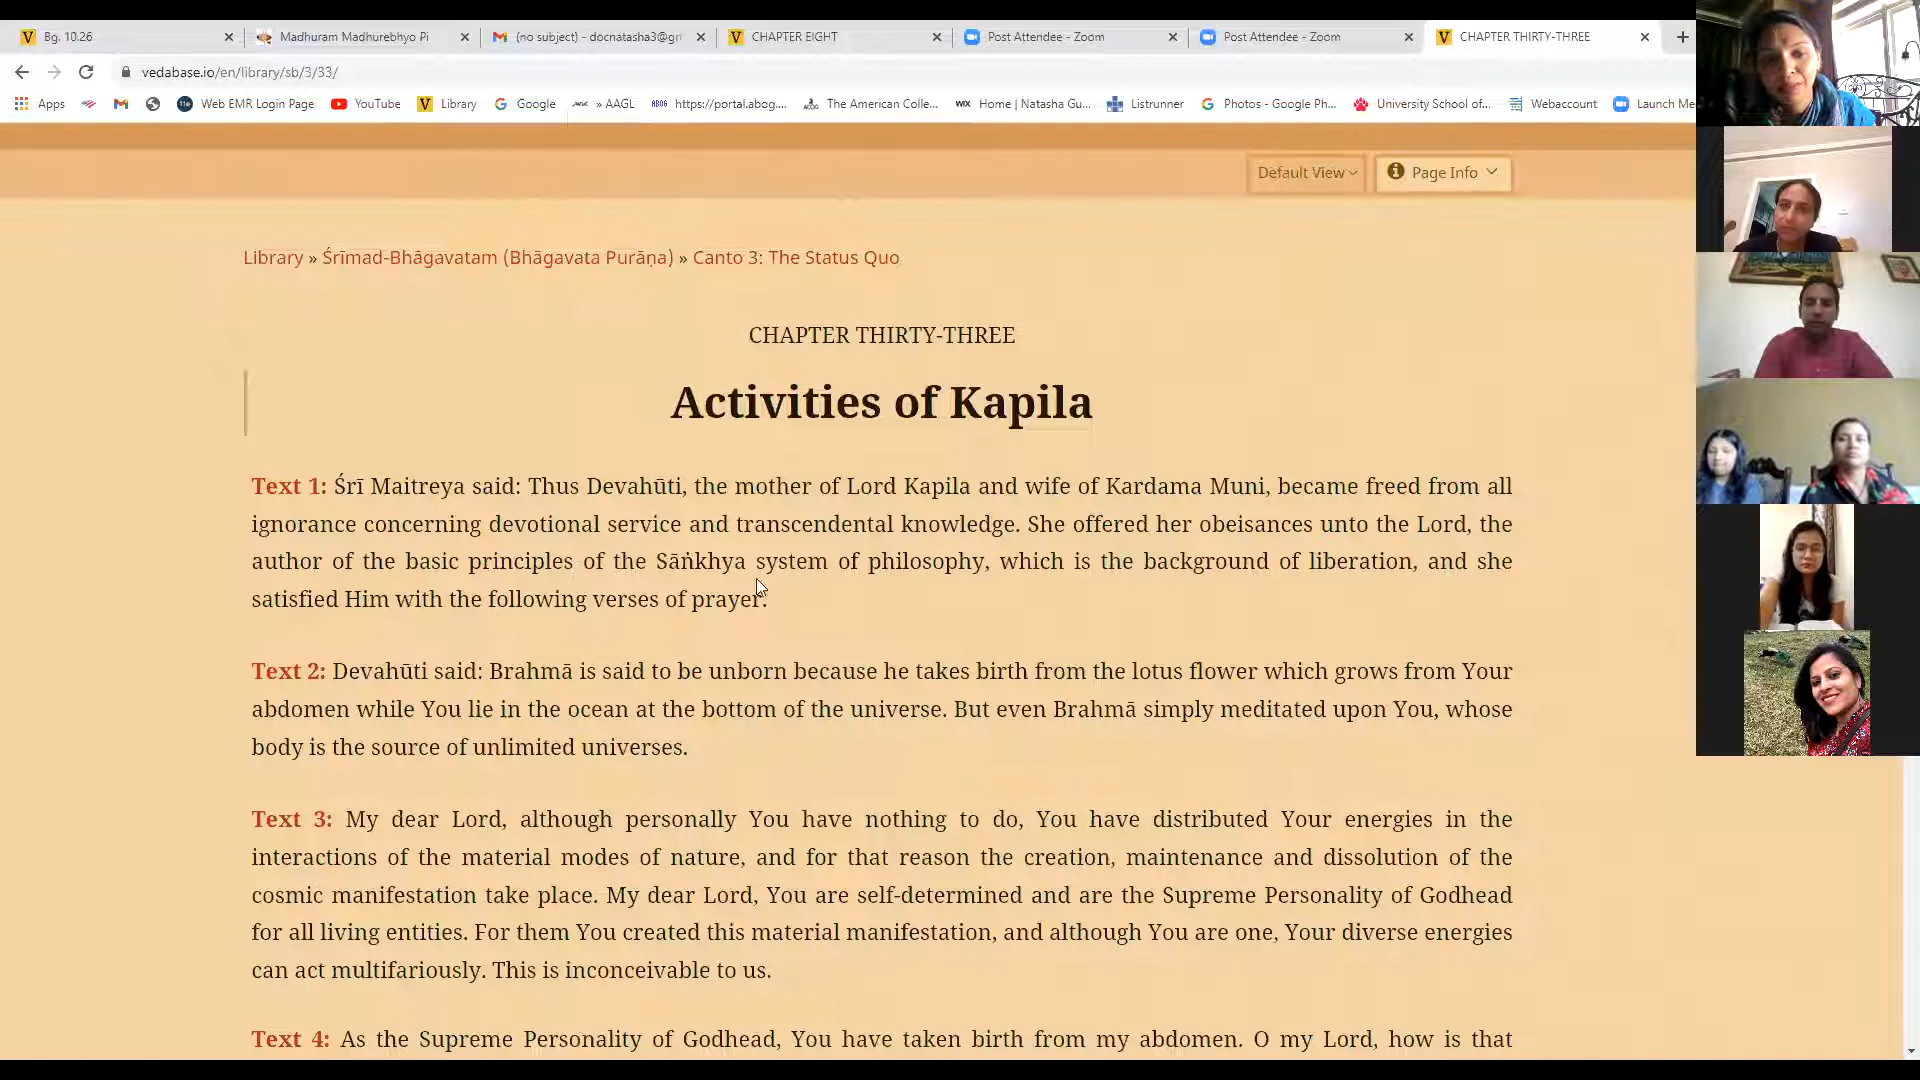 Bg. 10.26
Madhuram Madhurebhyo Pi
(no subject) - docnatasha3@gm
CHAPTER EIGHT
Post Attendee - Zoom
Post Attendee - Zoom
CHAPTER THIRTY-THREE
vedabase.io/en/library/sb/3/33/
Apps
Web EMR Login Page
YouTube
Library
Google
» AAGL
https://portal.abog....
The American Colle...
Home | Natasha Gu...
Listrunner
Photos - Google Ph...
University School of...
Webaccount
Launch Me
Default View
Page Info
Library » Śrīmad-Bhāgavatam (Bhāgavata Purāṇa) » Canto 3: The Status Quo
CHAPTER THIRTY-THREE
Activities of Kapila
Text 1: Śrī Maitreya said: Thus Devahūti, the mother of Lord Kapila and wife of Kardama Muni, became freed from all
ignorance concerning devotional service and transcendental knowledge. She offered her obeisances unto the Lord, the
author of the basic principles of the Sāṅkhya system of philosophy, which is the background of liberation, and she
satisfied Him with the following verses of prayer.
Text 2: Devahūti said: Brahmā is said to be unborn because he takes birth from the lotus flower which grows from Your
abdomen while You lie in the ocean at the bottom of the universe. But even Brahmā simply meditated upon You, whose
body is the source of unlimited universes.
Text 3: My dear Lord, although personally You have nothing to do, You have distributed Your energies in the
interactions of the material modes of nature, and for that reason the creation, maintenance and dissolution of the
cosmic manifestation take place. My dear Lord, You are self-determined and are the Supreme Personality of Godhead
for all living entities. For them You created this material manifestation, and although You are one, Your diverse energies
can act multifariously. This is inconceivable to us.
Text 4: As the Supreme Personality of Godhead, You have taken birth from my abdomen. O my Lord, how is that